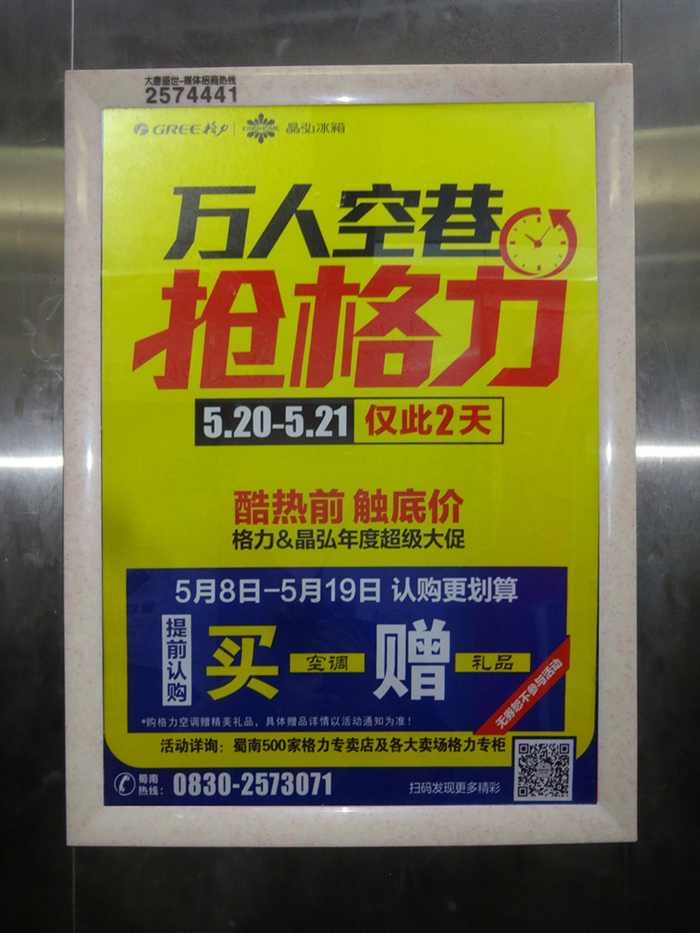 大唐盛世-媒体招商热线
2574441
GREE格力 KINGHOME 晶弘冰箱
万人空巷
抢格力
5.20-5.21 仅此2天
酷热前 触底价
格力&晶弘年度超级大促
5月8日-5月19日 认购更划算
提前认购
买 空调 赠 礼品
无劵恕不参与活动
*购格力空调赠精美礼品，具体赠品详情以活动通知为准！
活动详询：蜀南500家格力专卖店及各大卖场格力专柜
蜀南热线： 0830-2573071
扫码发现更多精彩